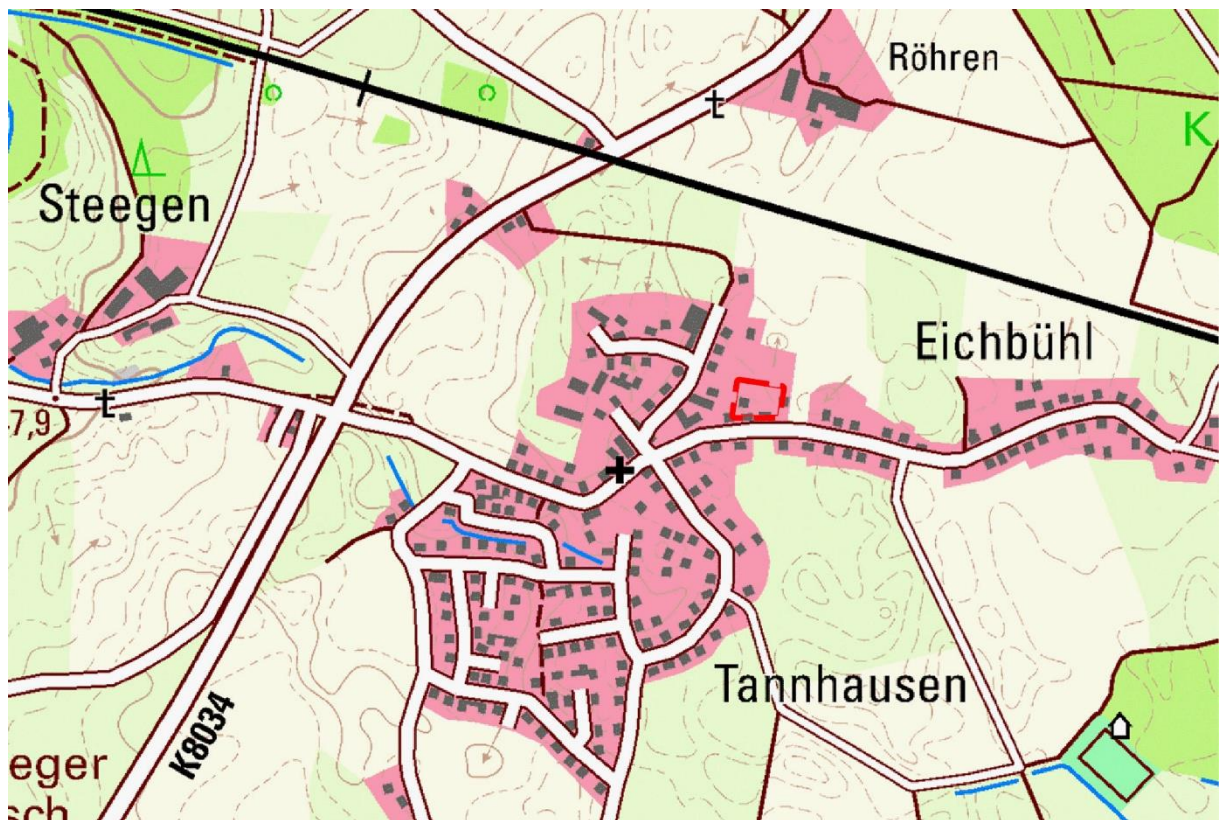 Röhren
K
Steegen
Eichbühl
7,9
Tannhausen
K8034
eger
sch